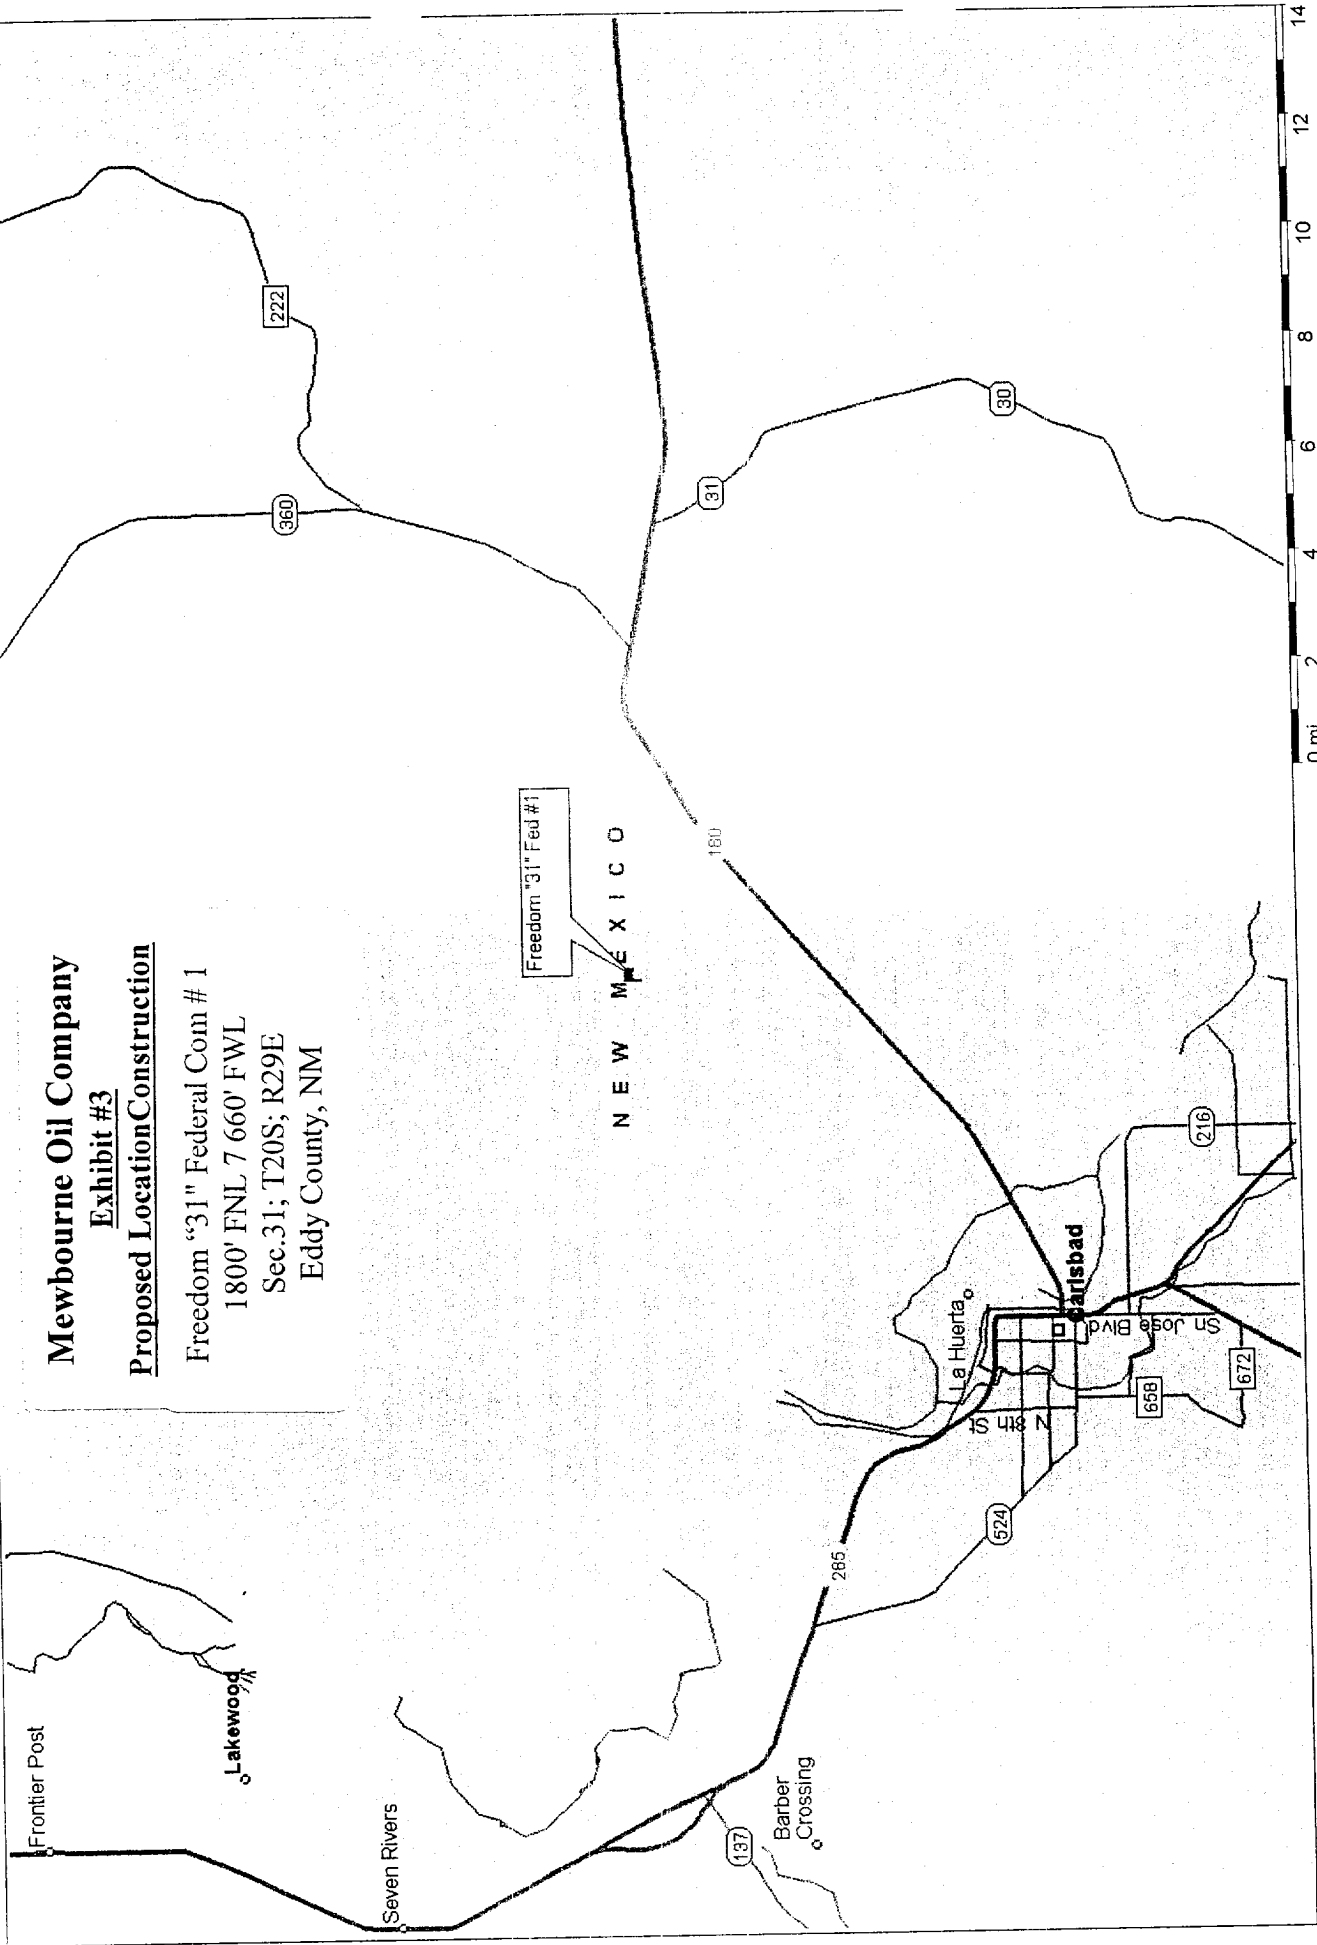 Mewbourne Oil Company
Exhibit #3
Proposed LocationConstruction
Freedom “31" Federal Com # 1
1800' FNL 7 660' FWL
Sec.31; T20S; R29E
Eddy County, NM
Frontier Post
Lakewood
Seven Rivers
137
Barber
Crossing
285
524
N 8th St
La Huerta
Carlsbad
Sn Jose Blvd
658
672
216
Freedom "31" Fed #1
NEW MEXICO
180
360
222
31
30
0 mi
2
4
6
8
10
12
14